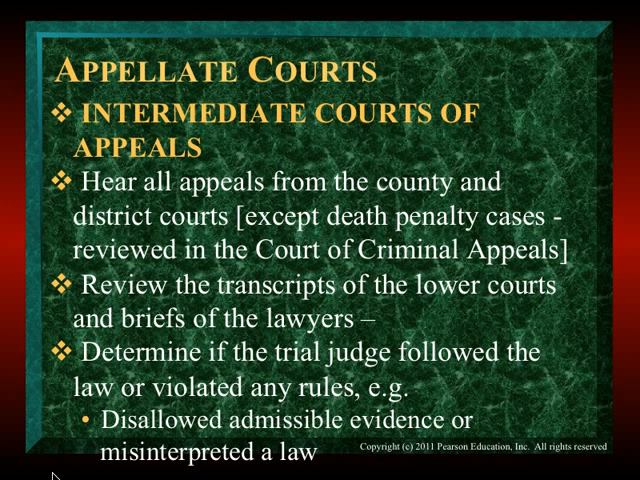 APPELLATE COURTS
❖ INTERMEDIATE COURTS OF
APPEALS
❖ Hear all appeals from the county and
district courts [except death penalty cases -
reviewed in the Court of Criminal Appeals]
❖ Review the transcripts of the lower courts
and briefs of the lawyers –
❖ Determine if the trial judge followed the
law or violated any rules, e.g.
• Disallowed admissible evidence or
misinterpreted a law
Copyright (c) 2011 Pearson Education, Inc. All rights reserved